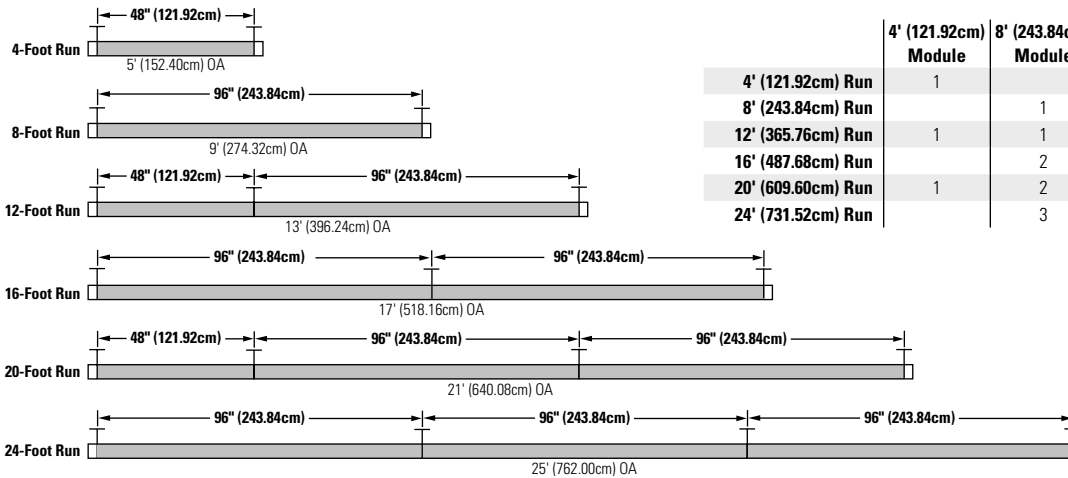 48" (121.92cm)
4-Foot Run
5' (152.40cm) OA
96" (243.84cm)
8-Foot Run
9' (274.32cm) OA
48" (121.92cm) 96" (243.84cm)
12-Foot Run
13' (396.24cm) OA
96" (243.84cm) 96" (243.84cm)
16-Foot Run
17' (518.16cm) OA
48" (121.92cm) 96" (243.84cm) 96" (243.84cm)
20-Foot Run
21' (640.08cm) OA
96" (243.84cm) 96" (243.84cm) 96" (243.84cm)
24-Foot Run
25' (762.00cm) OA
4' (121.92cm) 8' (243.84c
Module Module
4' (121.92cm) Run 1
8' (243.84cm) Run 1
12' (365.76cm) Run 1 1
16' (487.68cm) Run 2
20' (609.60cm) Run 1 2
24' (731.52cm) Run 3